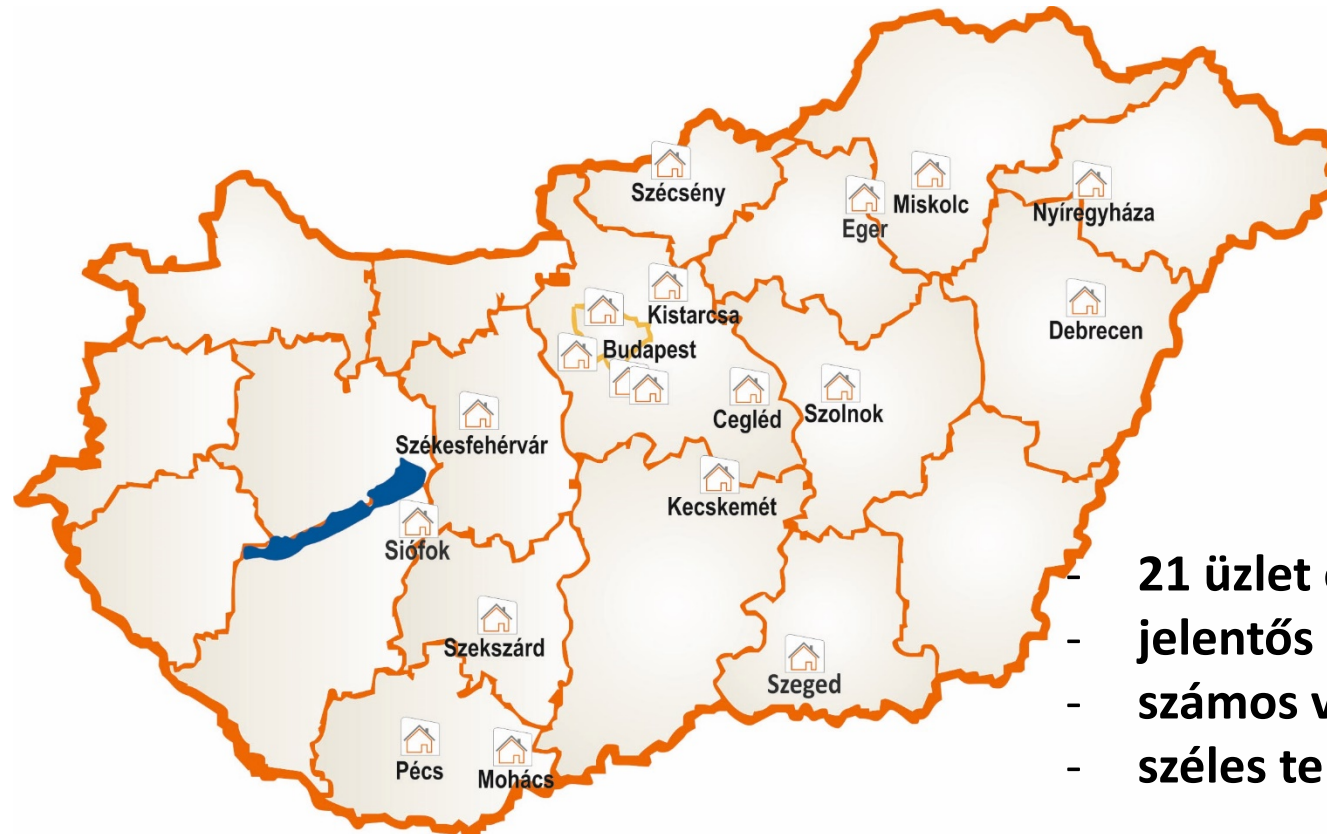 Szécsény
Miskolc
Eger
Nyíregyháza
Kistarcsa
Debrecen
Budapest
Cegléd
Szolnok
Székesfehérvár
Kecskemét
Siófok
Szekszárd
Szeged
Pécs
Mohács
- 21 üzlet
- jelentős
- számos
- széles